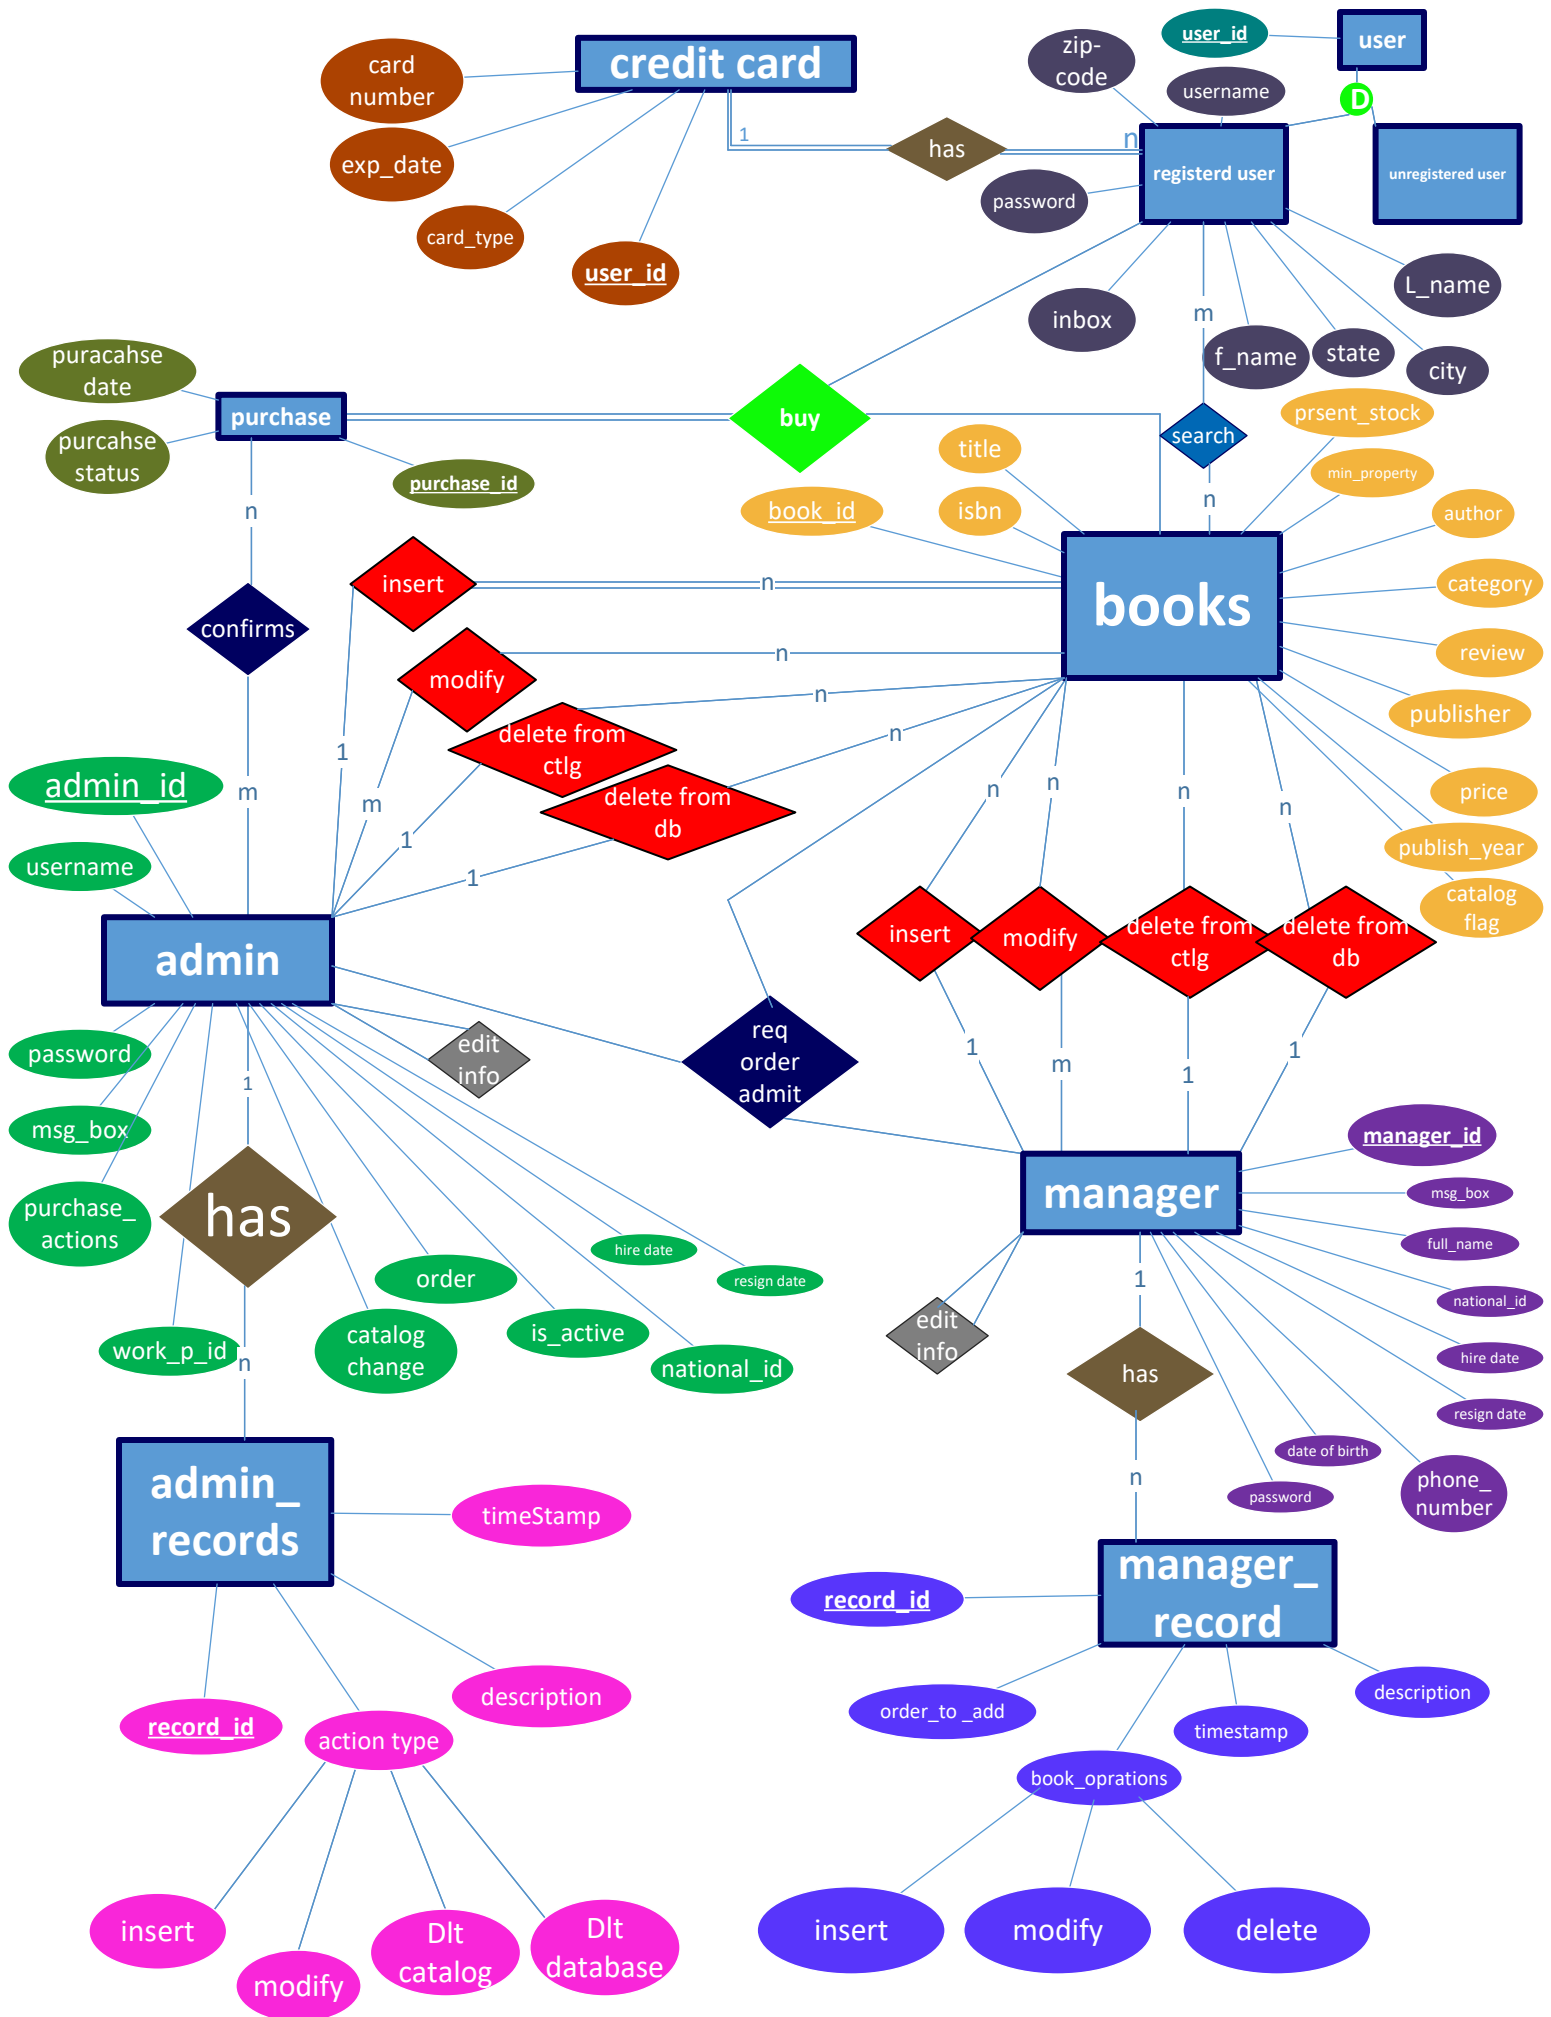 user_id
user
D
credit card
card
number
exp_date
card_type
user_id
1
has
n
zip-
code
username
registerd user
unregistered user
password
inbox
m
f_name
state
L_name
city
search
n
puracahse
date
purcahse
status
purchase
purchase_id
n
buy
title
isbn
book_id
prsent_stock
min_property
author
category
review
publisher
price
publish_year
catalog
flag
books
insert
n
1
modify
n
m
delete from
ctlg
n
1
delete from
db
n
1
confirms
m
admin_id
username
admin
password
msg_box
purchase_
actions
work_p_id
1
has
n
catalog
change
order
is_active
national_id
hire date
resign date
edit
info
req
order
admit
n
n
n
n
insert
modify
delete from
ctlg
delete from
db
1
m
1
1
manager
manager_id
msg_box
full_name
national_id
hire date
resign date
phone_
number
date of birth
password
edit
info
1
has
n
admin_
records
timeStamp
description
record_id
action type
insert
modify
Dlt
catalog
Dlt
database
manager_
record
record_id
order_to _add
book_oprations
timestamp
description
insert
modify
delete